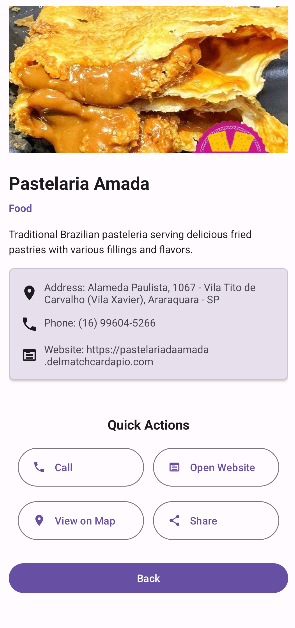 Pastelaria Amada
Food
Traditional Brazilian pasteleria serving delicious fried
pastries with various fillings and flavors.
Address: Alameda Paulista, 1067 - Vila Tito de
Carvalho (Vila Xavier), Araraquara - SP
Phone: (16) 99604-5266
Website: https://pastelariadaamada
.delmatchcardapio.com
Quick Actions
Call
Open Website
View on Map
Share
Back